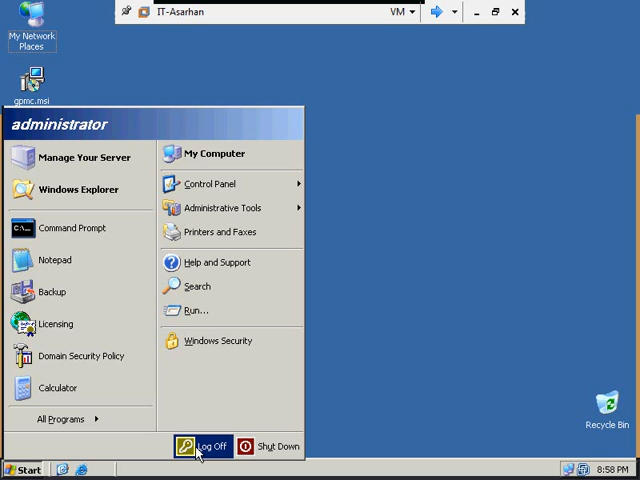 IT-Asarhan
VM
My Network
Places
gpmc.msi
administrator
Manage Your Server
Windows Explorer
Command Prompt
Notepad
Backup
Licensing
Domain Security Policy
Calculator
All Programs
My Computer
Control Panel
Administrative Tools
Printers and Faxes
Help and Support
Search
Run...
Windows Security
Log Off
Shut Down
Recycle Bin
Start
8:58 PM